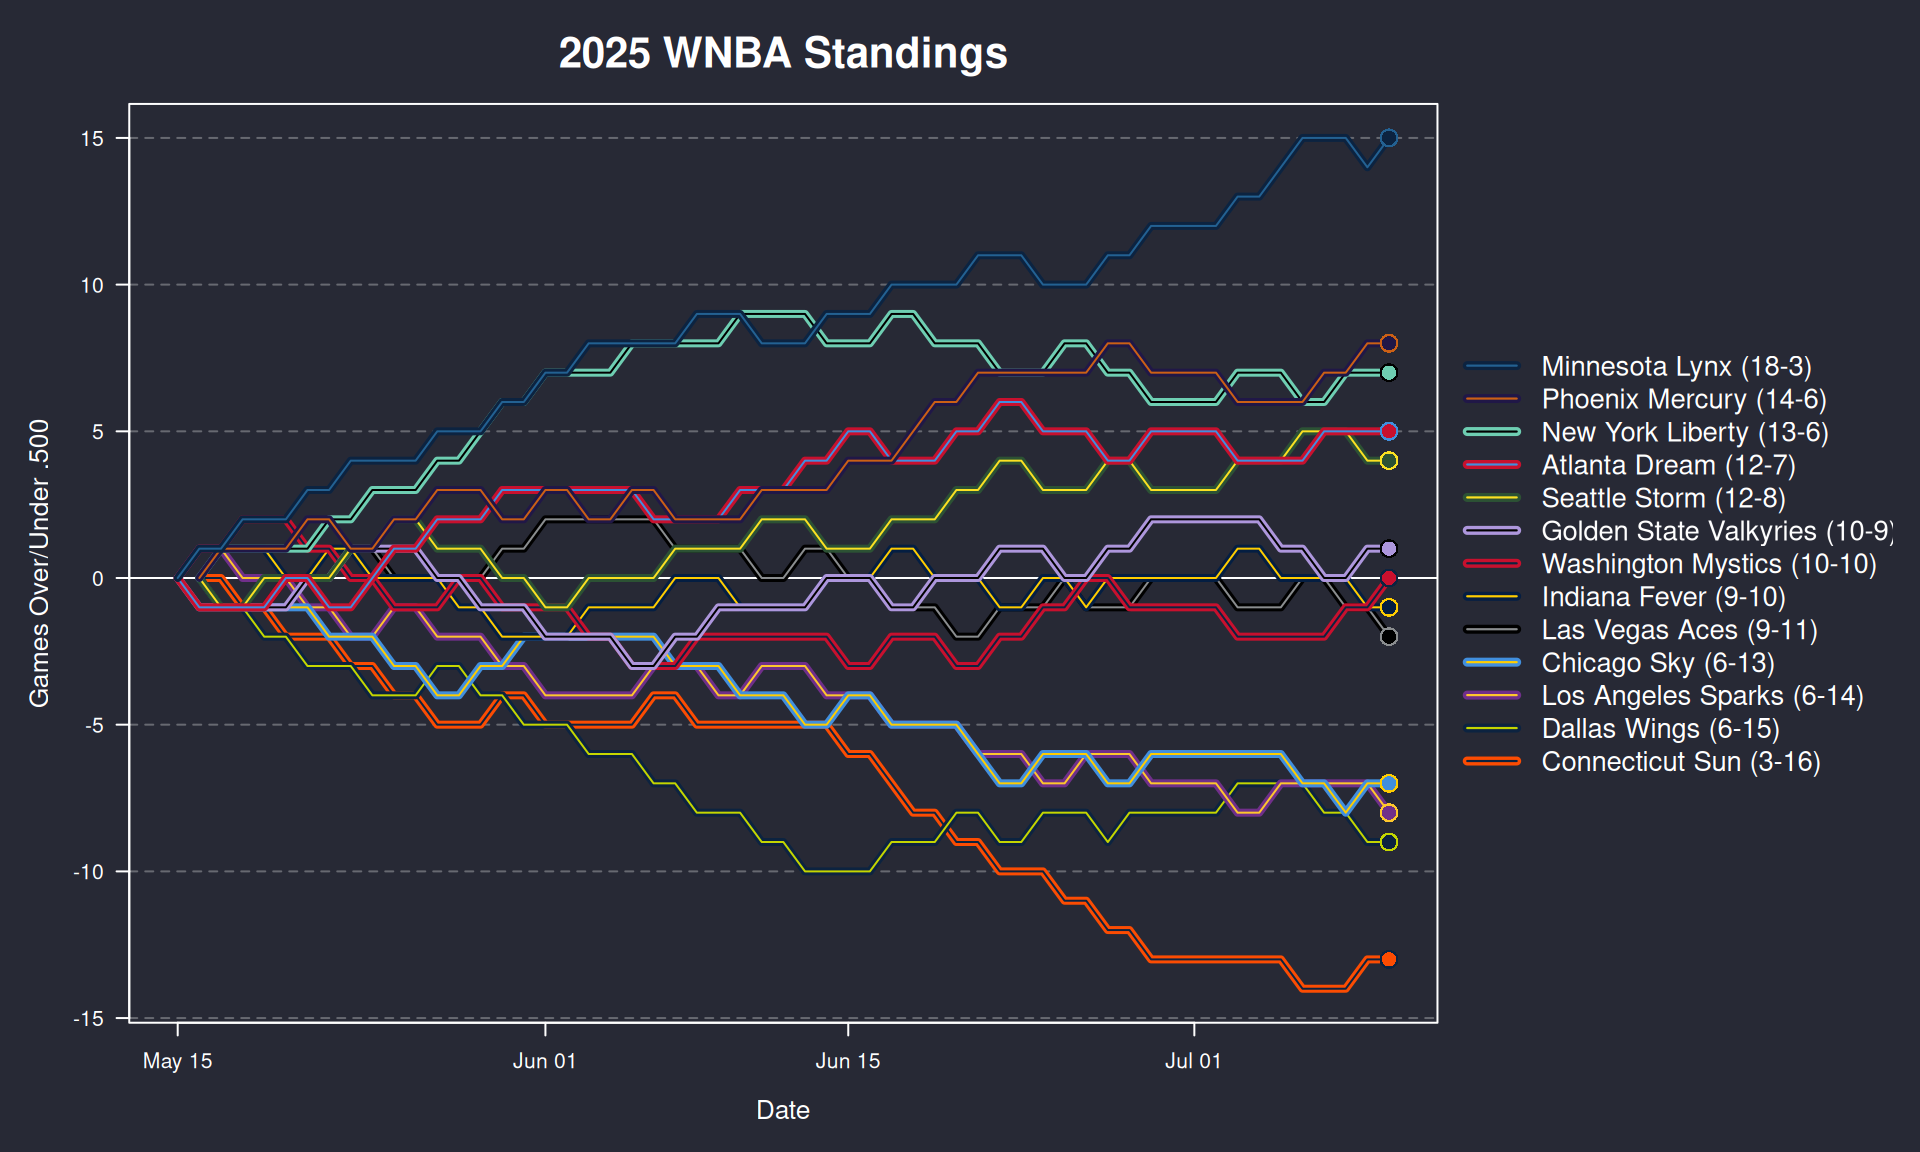 2025 WNBA Standings
Games Over/Under .500
15
10
5
0
-5
-10
-15
May 15
Jun 01
Jun 15
Jul 01
Date
Minnesota Lynx (18-3)
Phoenix Mercury (14-6)
New York Liberty (13-6)
Atlanta Dream (12-7)
Seattle Storm (12-8)
Golden State Valkyries (10-9)
Washington Mystics (10-10)
Indiana Fever (9-10)
Las Vegas Aces (9-11)
Chicago Sky (6-13)
Los Angeles Sparks (6-14)
Dallas Wings (6-15)
Connecticut Sun (3-16)